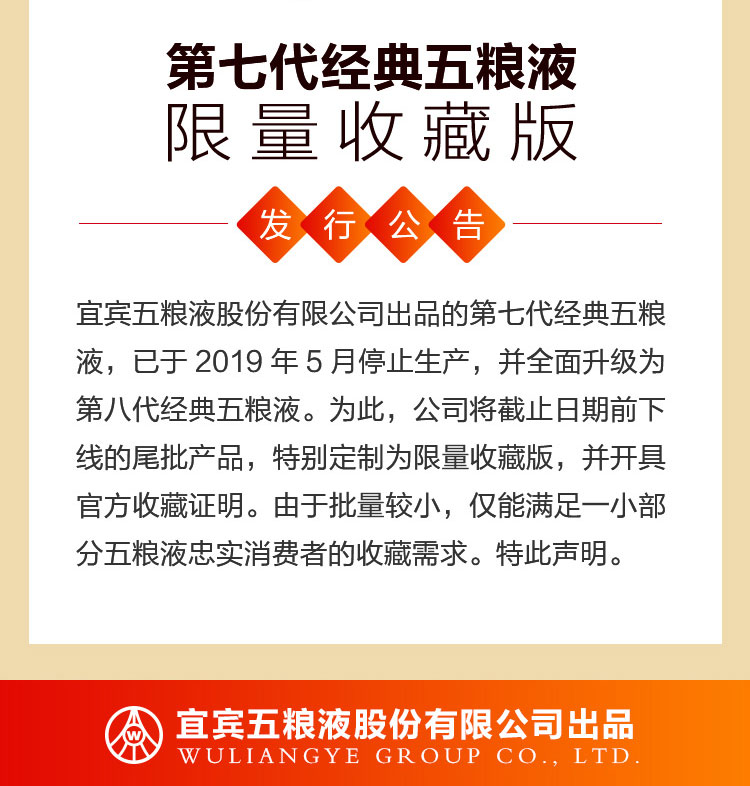 第七代经典五粮液
限量收藏版
发行公告
宜宾五粮液股份有限公司出品的第七代经典五粮
液，已于 2019 年 5 月停止生产，并全面升级为
第八代经典五粮液。为此，公司将截止日期前下
线的尾批产品，特别定制为限量收藏版，并开具
官方收藏证明。由于批量较小，仅能满足一小部
分五粮液忠实消费者的收藏需求。特此声明。
W
宜宾五粮液股份有限公司出品
WULIANGYE GROUP CO., LTD.